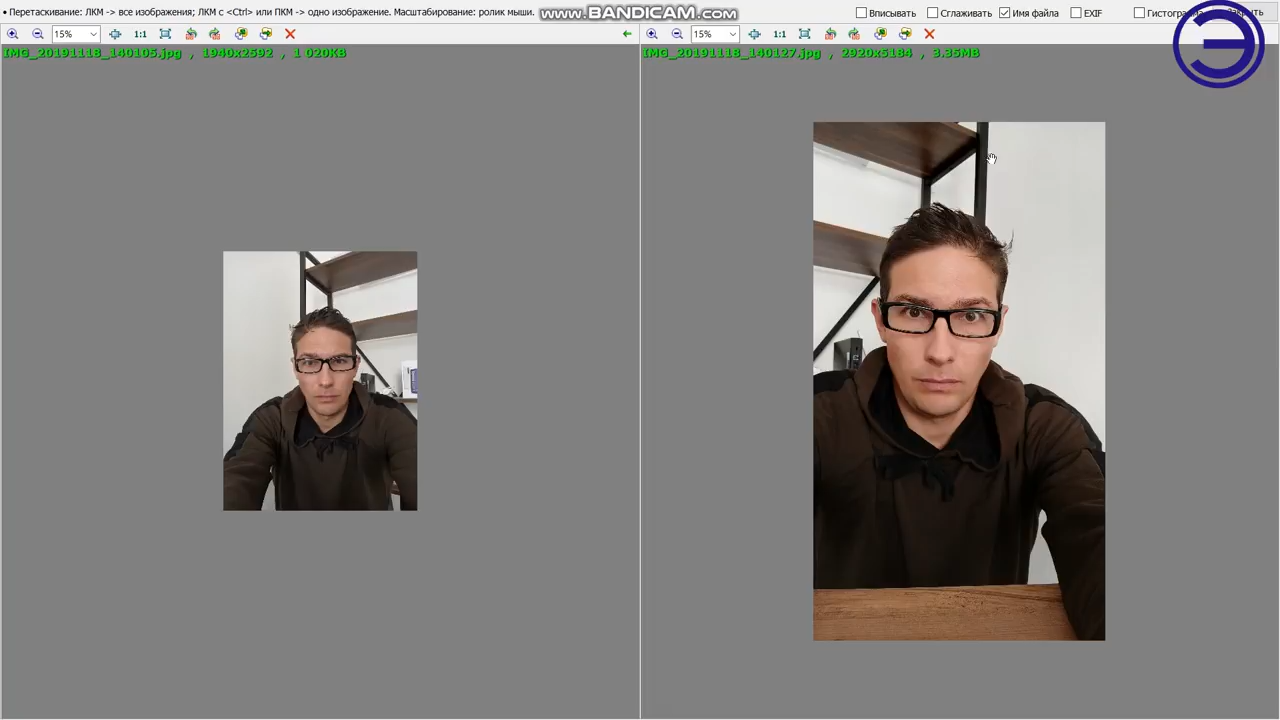 • Перетаскивание: ЛКМ -> все изображения; ЛКМ с <Ctrl> или ПКМ -> одно изображение. Масштабирование: ролик мыши.
www.BANDICAM.com
Вписывать
Сглаживать
Имя файла
EXIF
15%
1:1
15%
1:1
IMG_20191118_140105.jpg , 1940x2592 , 1 020KB
IMG_20191118_140127.jpg , 2920x5184 , 3.35MB
Э